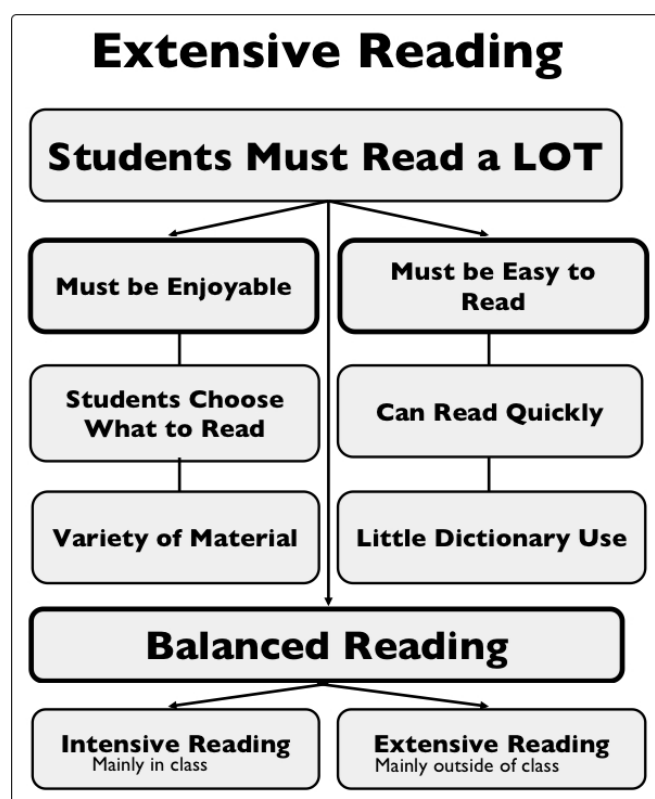 Extensive Reading
Students Must Read a LOT
Must be Enjoyable
Must be Easy to
Read
Students Choose
What to Read
Can Read Quickly
Variety of Material
Little Dictionary Use
Balanced Reading
Intensive Reading
Mainly in class
Extensive Reading
Mainly outside of class